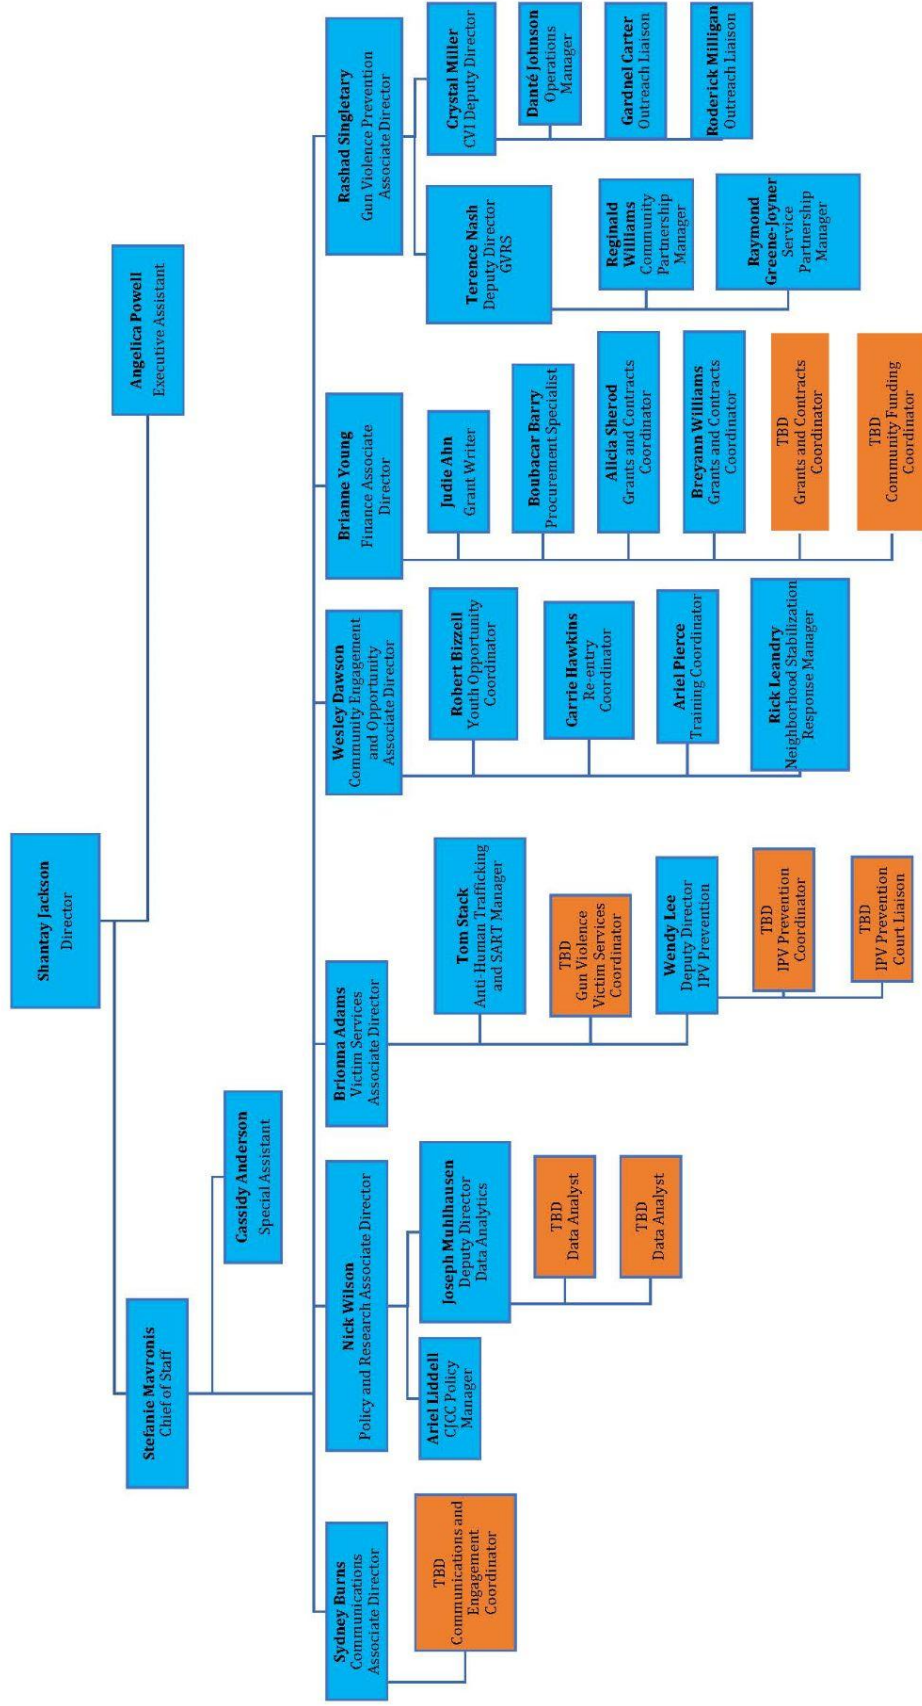 Shantay Jackson
Director
Angelica Powell
Executive Assistant
Stefanie Mavronis
Chief of Staff
Cassidy Anderson
Special Assistant
Sydney Burns
Communications
Associate Director
TBD
Communications and
Engagement
Coordinator
Nick Wilson
Policy and Research Associate Director
Ariel Liddell
CJCC Policy
Manager
Joseph Muhlhausen
Deputy Director
Data Analytics
TBD
Data Analyst
TBD
Data Analyst
Brionna Adams
Victim Services
Associate Director
Tom Stack
Anti-Human Trafficking
and SART Manager
TBD
Gun Violence
Victim Services
Coordinator
Wendy Lee
Deputy Director
IPV Prevention
TBD
IPV Prevention
Coordinator
TBD
IPV Prevention
Court Liaison
Wesley Dawson
Community Engagement
and Opportunity
Associate Director
Robert Bizzell
Youth Opportunity
Coordinator
Carrie Hawkins
Re-entry
Coordinator
Ariel Pierce
Training Coordinator
Rick Leandry
Neighborhood Stabilization
Response Manager
Brianne Young
Finance Associate
Director
Judie Ahn
Grant Writer
Boubacar Barry
Procurement Specialist
Alicia Sherod
Grants and Contracts
Coordinator
Breyann Williams
Grants and Contracts
Coordinator
TBD
Grants and Contracts
Coordinator
TBD
Community Funding
Coordinator
Rashad Singletary
Gun Violence Prevention
Associate Director
Terence Nash
Deputy Director
GVRS
Reginald
Williams
Community
Partnership
Manager
Raymond
Greene-Joyner
Service
Partnership
Manager
Crystal Miller
CVI Deputy Director
Danté Johnson
Operations
Manager
Gardnel Carter
Outreach Liaison
Roderick Milligan
Outreach Liaison